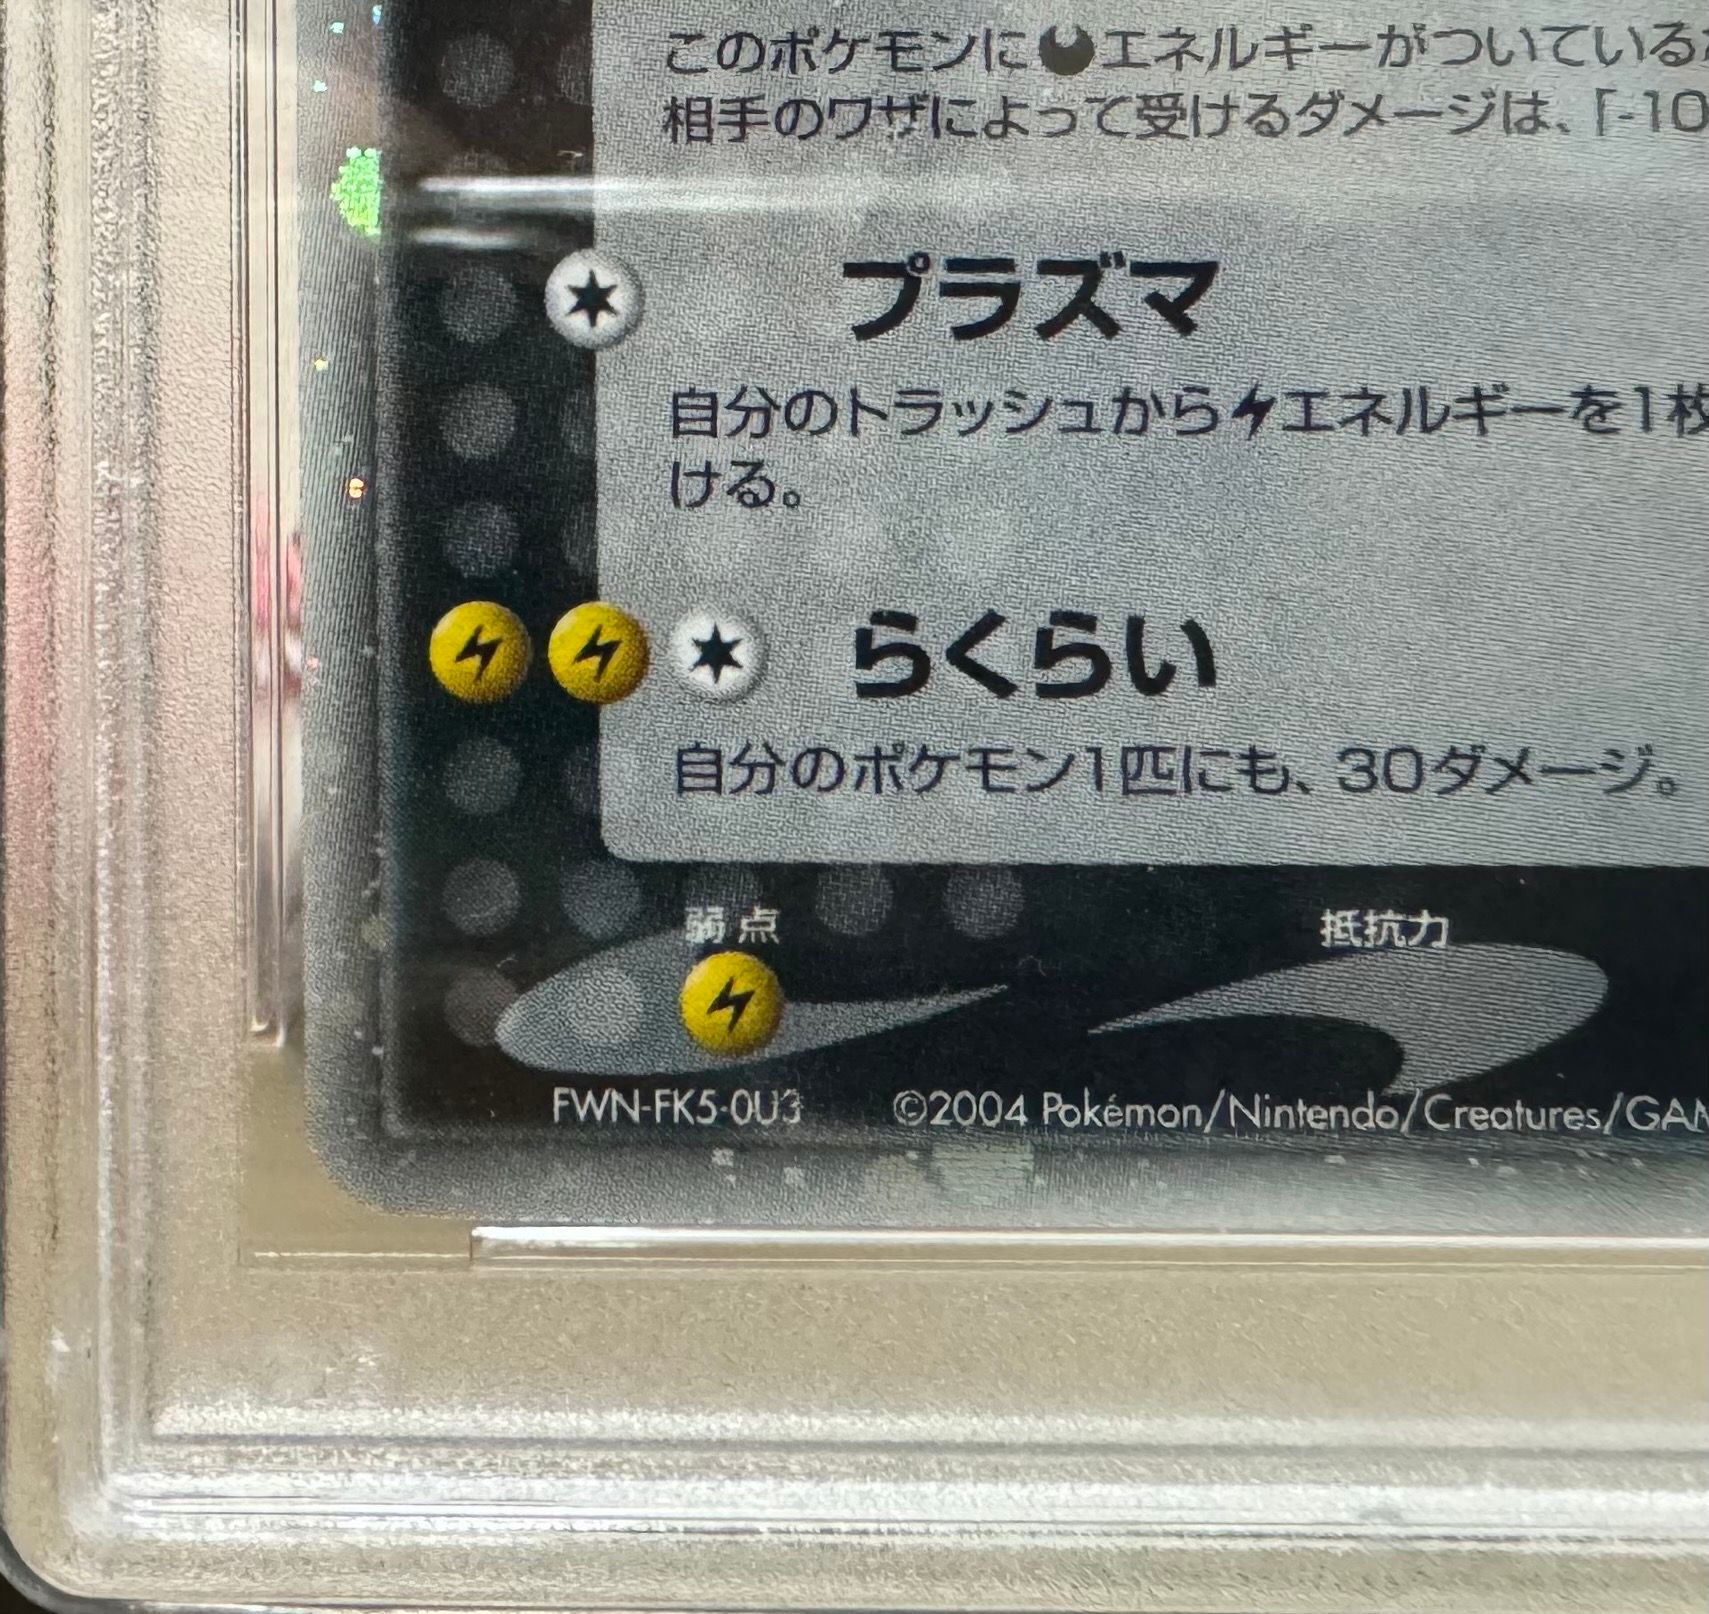 このポケモンにエネルギーがついている
相手のワザによって受けるダメージは、「-10
プラズマ
自分のトラッシュからエネルギーを1枚
ける。
らくらい
自分のポケモン1匹にも、30ダメージ。
弱点
抵抗力
FWN-FK5-0U3 ©2004 Pokémon/Nintendo/Creatures/GAM